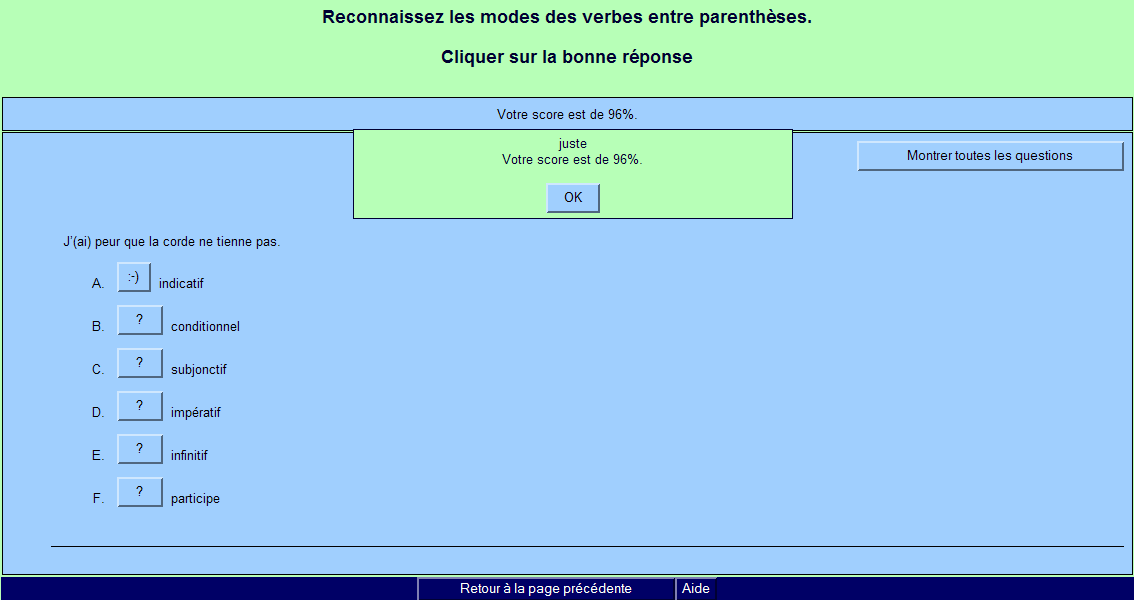 Reconnaissez les modes des verbes entre parenthèses.
Cliquer sur la bonne réponse
Votre score est de 96%.
juste
Votre score est de 96%.
OK
Montrer toutes les questions
J'(ai) peur que la corde ne tienne pas.
A. :-) indicatif
B. ? conditionnel
C. ? subjonctif
D. ? impératif
E. ? infinitif
F. ? participe
Retour à la page précédente Aide